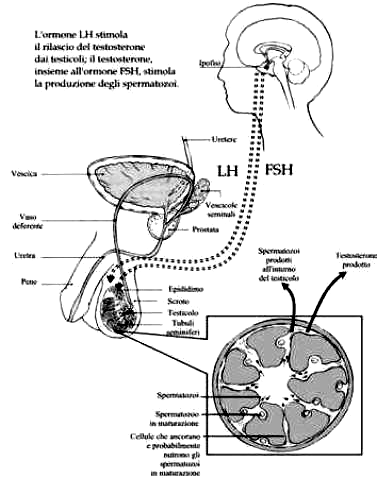 L'ormone LH stimola
il rilascio del testosterone
dai testicoli; il testosterone,
insieme all'ormone FSH, stimola
la produzione degli spermatozoi.
Ipofisi
Uretere
Vescica
LH FSH
Vescicole
seminali
Vaso
deferente
Prostata
Uretra
Pene
Epididimo
Scroto
Testicolo
Tubuli
seminiferi
Spermatozoi
prodotti
all'interno
del testicolo
Testosterone
prodotto
Spermatozoi
Spermatozoo
in maturazione
Cellule che ancorano
e probabilmente
nutrono gli
spermatozoi
in maturazione